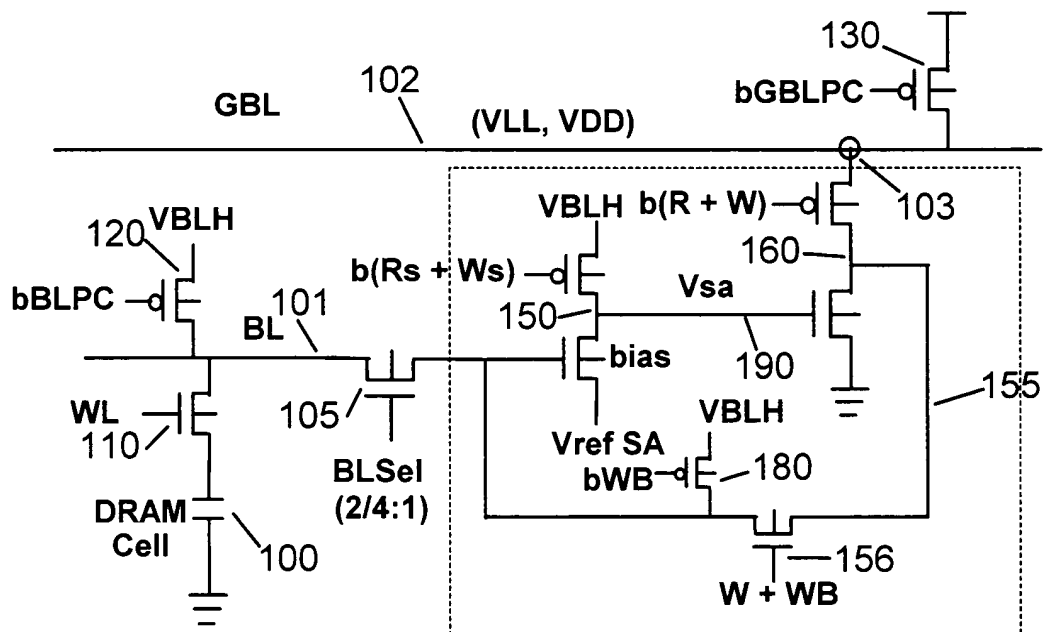 130
102
bGBLPC
GBL
(VLL, VDD)
VBLH
b(R + W)
103
120
VBLH
b(Rs + Ws)
160
bBLPC
101
150
Vsa
BL
bias
190
155
WL
110
105
Vref SA
VBLH
BLSel
(2/4:1)
bWB
180
DRAM
Cell
100
156
W + WB